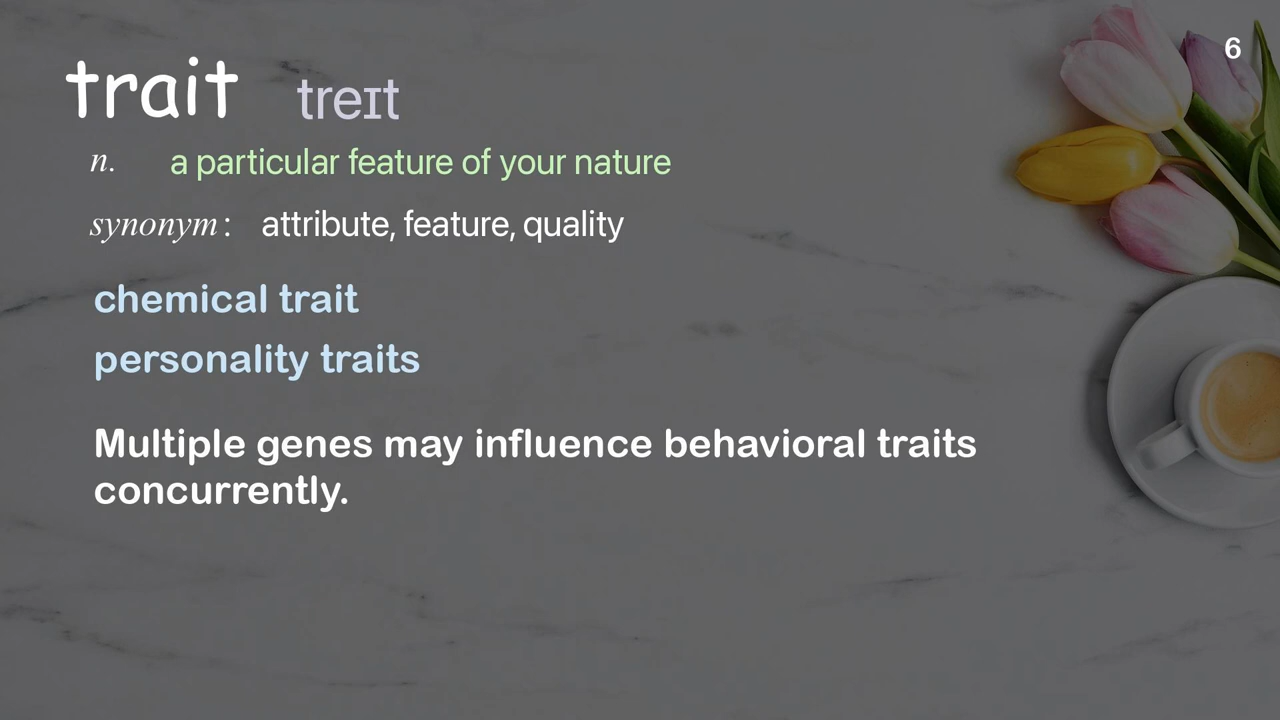 6
trait treɪt
n. a particular feature of your nature
synonym: attribute, feature, quality
chemical trait
personality traits
Multiple genes may influence behavioral traits
concurrently.